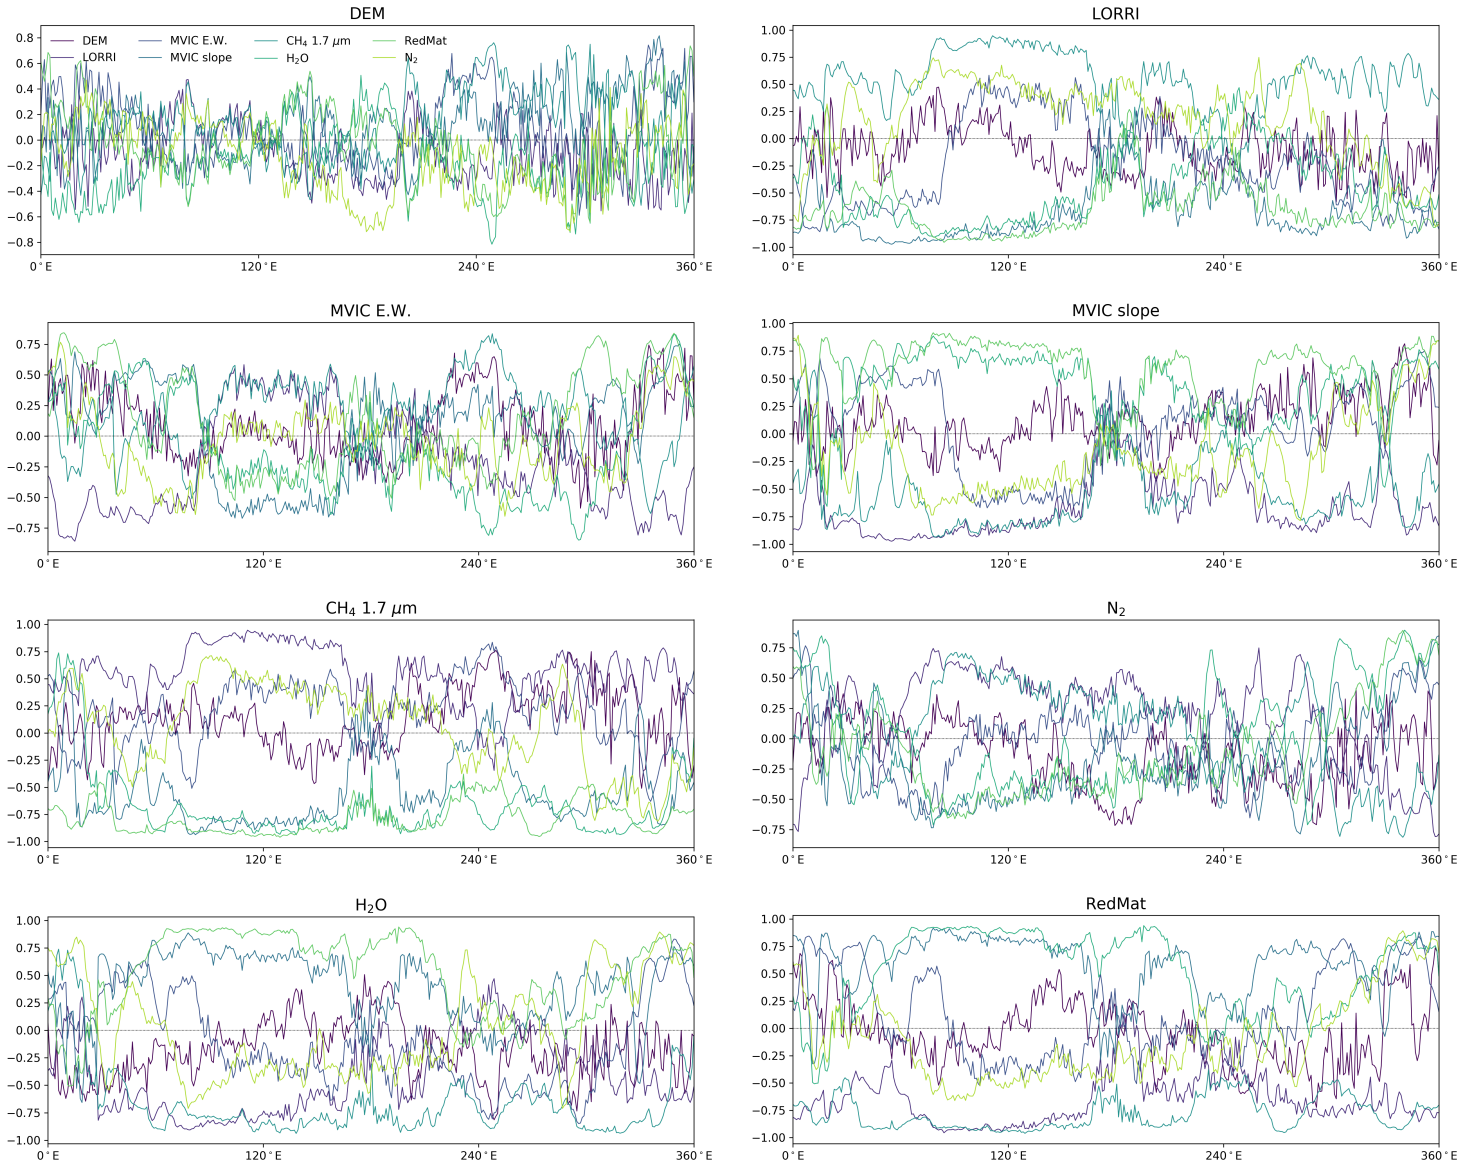 DEM
LORRI
DEM
LORRI
MVIC E.W.
MVIC slope
CH₄ 1.7 μm
H₂O
RedMat
N₂
0.8
0.6
0.4
0.2
0.0
−0.2
−0.4
−0.6
−0.8
0°E
120°E
240°E
360°E
1.00
0.75
0.50
0.25
0.00
−0.25
−0.50
−0.75
−1.00
0°E
120°E
240°E
360°E
MVIC E.W.
MVIC slope
0.75
0.50
0.25
0.00
−0.25
−0.50
−0.75
0°E
120°E
240°E
360°E
1.00
0.75
0.50
0.25
0.00
−0.25
−0.50
−0.75
−1.00
0°E
120°E
240°E
360°E
CH₄ 1.7 μm
N₂
1.00
0.75
0.50
0.25
0.00
−0.25
−0.50
−0.75
−1.00
0°E
120°E
240°E
360°E
0.75
0.50
0.25
0.00
−0.25
−0.50
−0.75
0°E
120°E
240°E
360°E
H₂O
RedMat
1.00
0.75
0.50
0.25
0.00
−0.25
−0.50
−0.75
−1.00
0°E
120°E
240°E
360°E
1.00
0.75
0.50
0.25
0.00
−0.25
−0.50
−0.75
−1.00
0°E
120°E
240°E
360°E